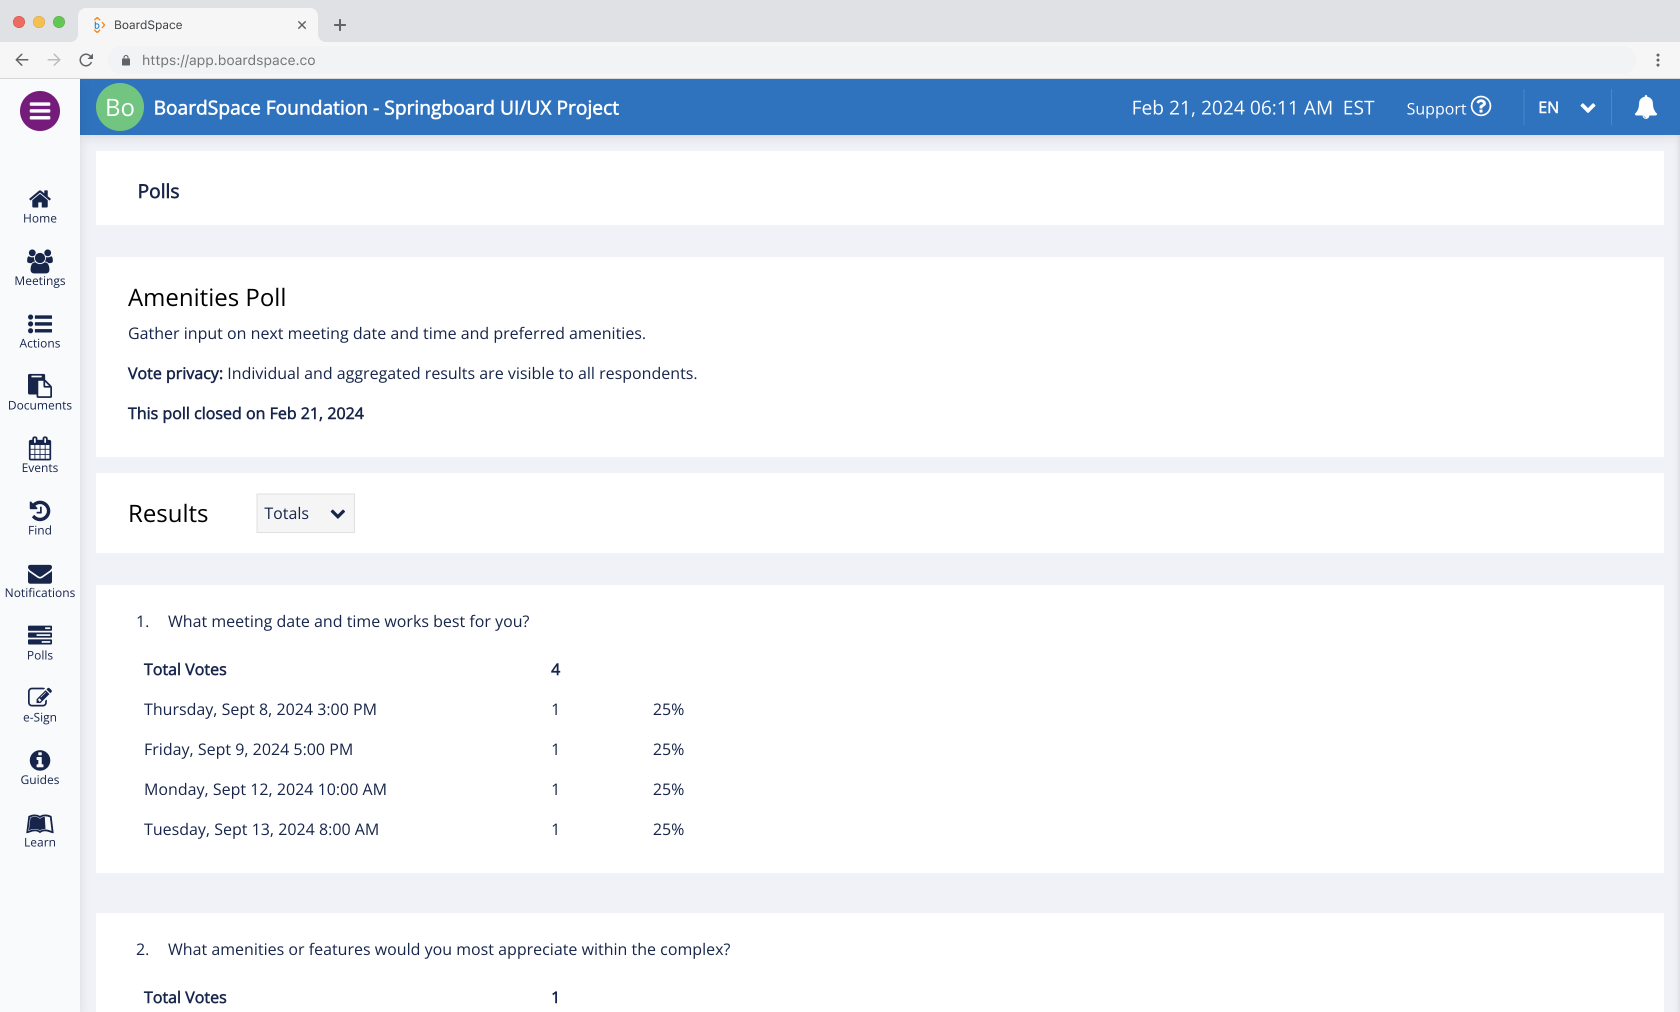 BoardSpace
https://app.boardspace.co
Bo BoardSpace Foundation - Springboard UI/UX Project Feb 21, 2024 06:11 AM EST Support EN
Home
Meetings
Actions
Documents
Events
Find
Notifications
Polls
e-Sign
Guides
Learn
Polls
Amenities Poll
Gather input on next meeting date and time and preferred amenities.
Vote privacy: Individual and aggregated results are visible to all respondents.
This poll closed on Feb 21, 2024
Results Totals
1. What meeting date and time works best for you?
Total Votes 4
Thursday, Sept 8, 2024 3:00 PM 1 25%
Friday, Sept 9, 2024 5:00 PM 1 25%
Monday, Sept 12, 2024 10:00 AM 1 25%
Tuesday, Sept 13, 2024 8:00 AM 1 25%
2. What amenities or features would you most appreciate within the complex?
Total Votes 1